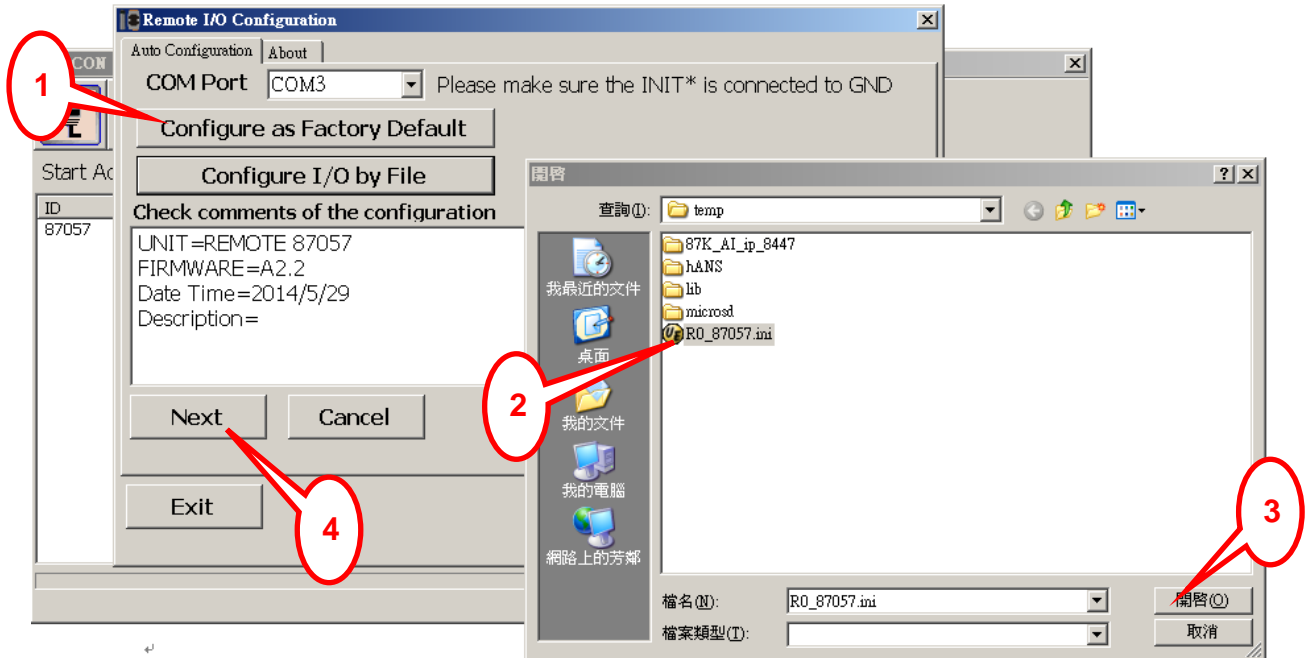 Remote I/O Configuration
Auto Configuration
About
CON
1
COM Port
COM3
Please make sure the INIT* is connected to GND
Configure as Factory Default
Configure I/O by File
Start Ad
ID
87057
Check comments of the configuration
UNIT=REMOTE 87057
FIRMWARE=A2.2
Date Time=2014/5/29
Description=
Next
Cancel
Exit
4
開啓
查詢(I):
temp
我最近的文件
桌面
我的文件
我的電腦
網路上的芳鄰
87K_AI_ip_8447
hANS
lib
microsd
R0_87057.ini
2
3
檔名(N):
R0_87057.ini
開啓(O)
檔案類型(T):
取消